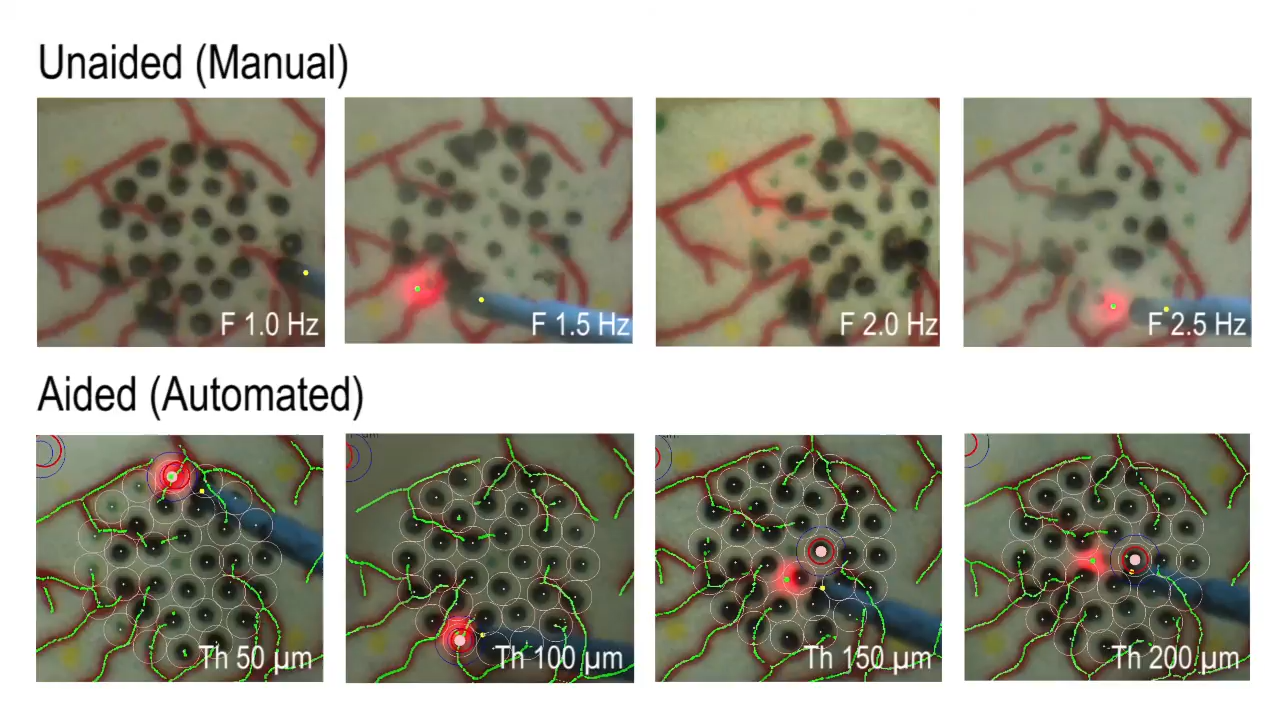 Unaided (Manual)
F 1.0 Hz
F 1.5 Hz
F 2.0 Hz
F 2.5 Hz
Aided (Automated)
Th 50 µm
Th 100 µm
Th 150 µm
Th 200 µm